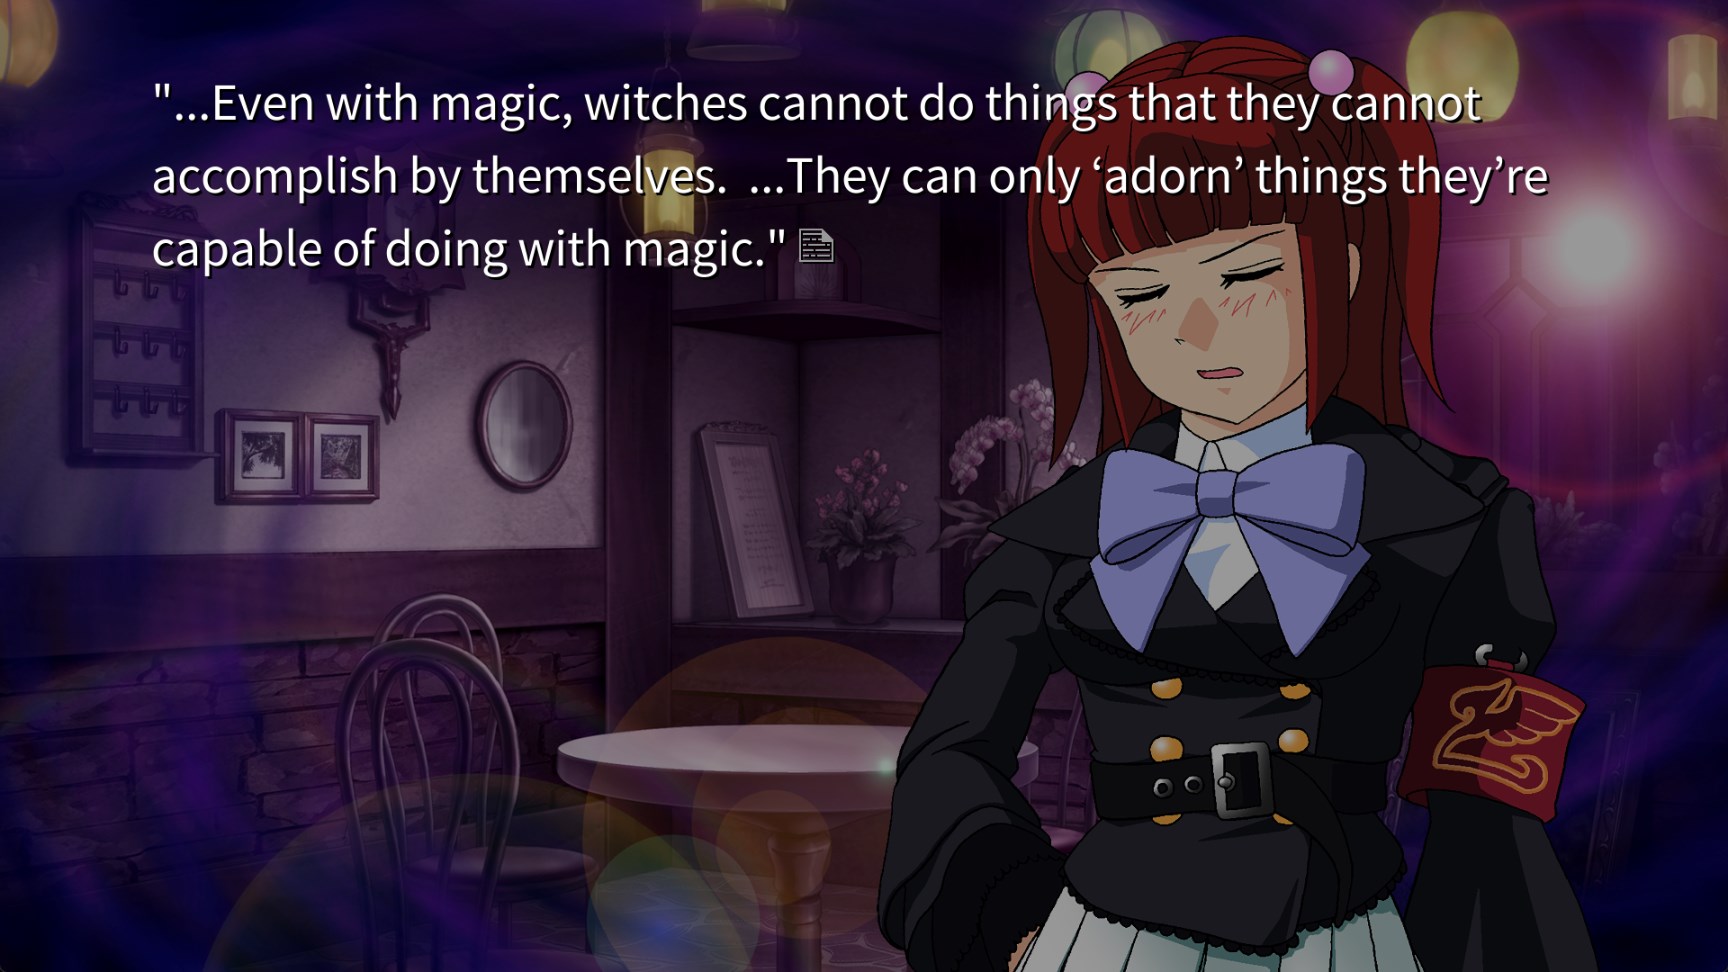 "...Even with magic, witches cannot do things that they cannot
accomplish by themselves.  ...They can only ‘adorn’ things they’re
capable of doing with magic."